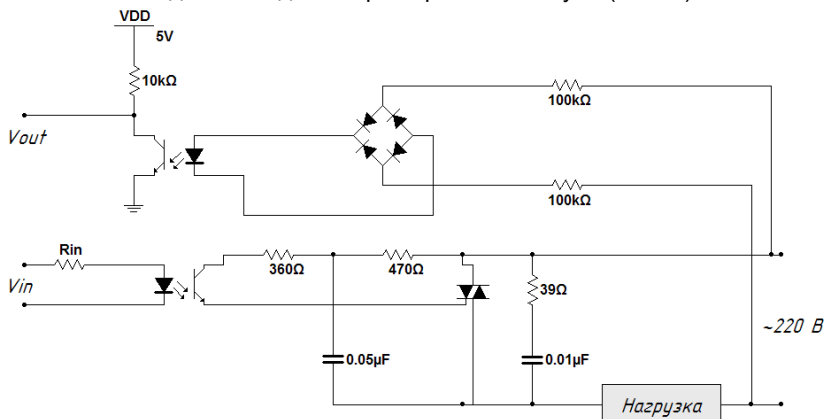 VDD
5V
10kΩ
Vout
100kΩ
100kΩ
Rin
Vin
360Ω
470Ω
39Ω
0.05µF
0.01µF
~220 В
Нагрузка